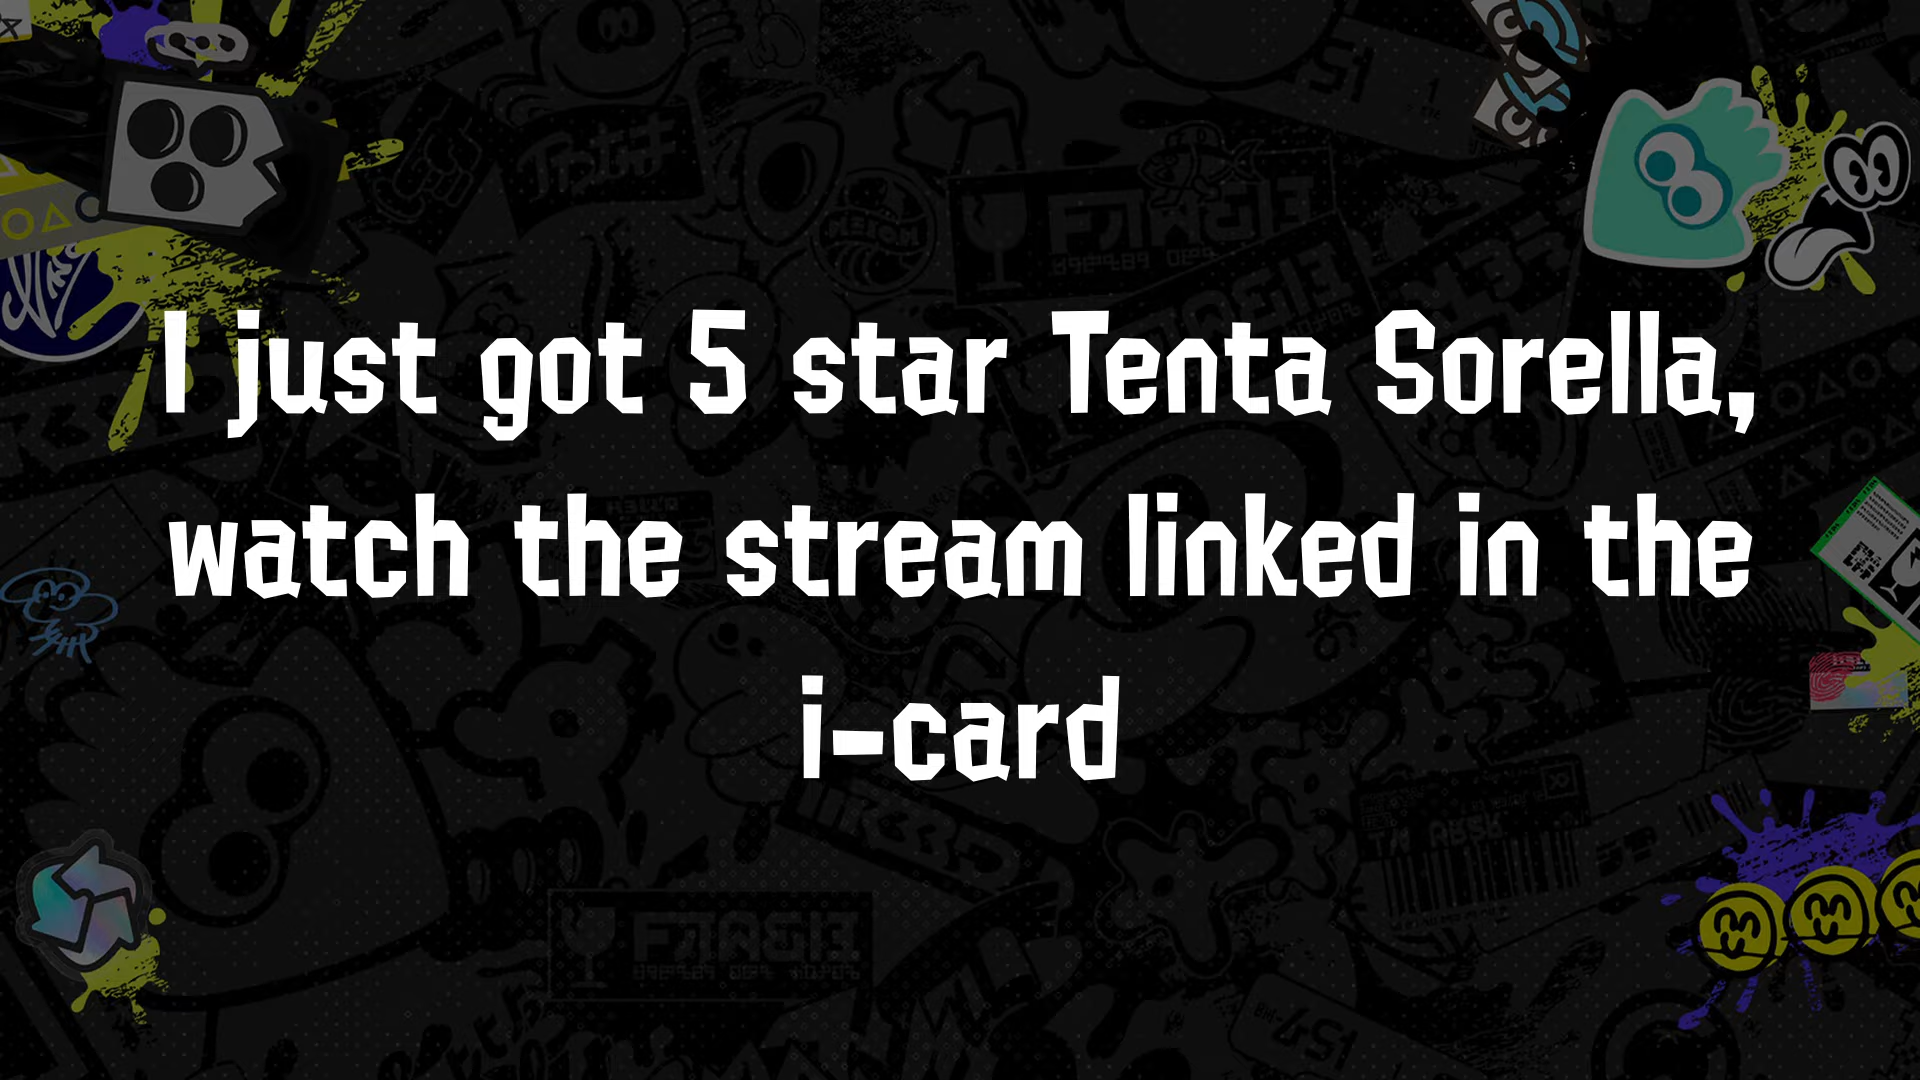 I just got 5 star Tenta Sorella,
watch the stream linked in the
i-card